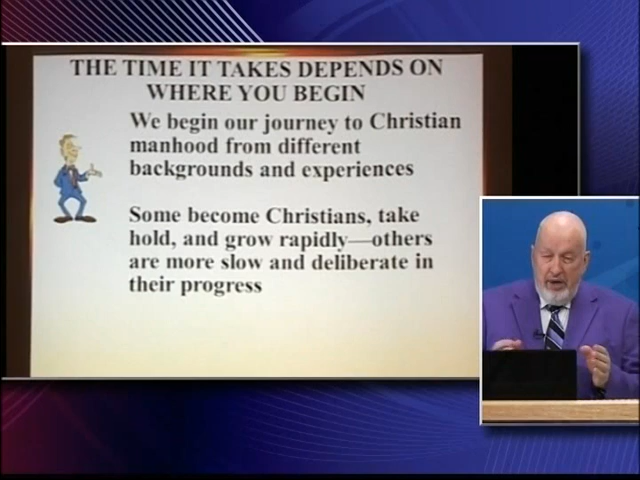 THE TIME IT TAKES DEPENDS ON
WHERE YOU BEGIN
We begin our journey to Christian
manhood from different
backgrounds and experiences
Some become Christians, take
hold, and grow rapidly—others
are more slow and deliberate in
their progress